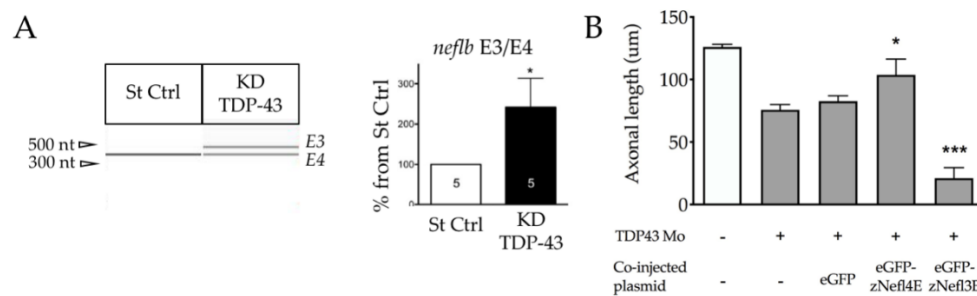 A
St Ctrl
KD
TDP-43
500 nt
300 nt
E3
E4
neflb E3/E4
% from St Ctrl
300
200
100
0
*
5
5
St Ctrl
KD
TDP-43
B
Axonal length (um)
150
100
50
0
*
***
TDP43 Mo - + + + +
Co-injected
plasmid
- - eGFP eGFP-
zNefl4E eGFP-
zNefl3E